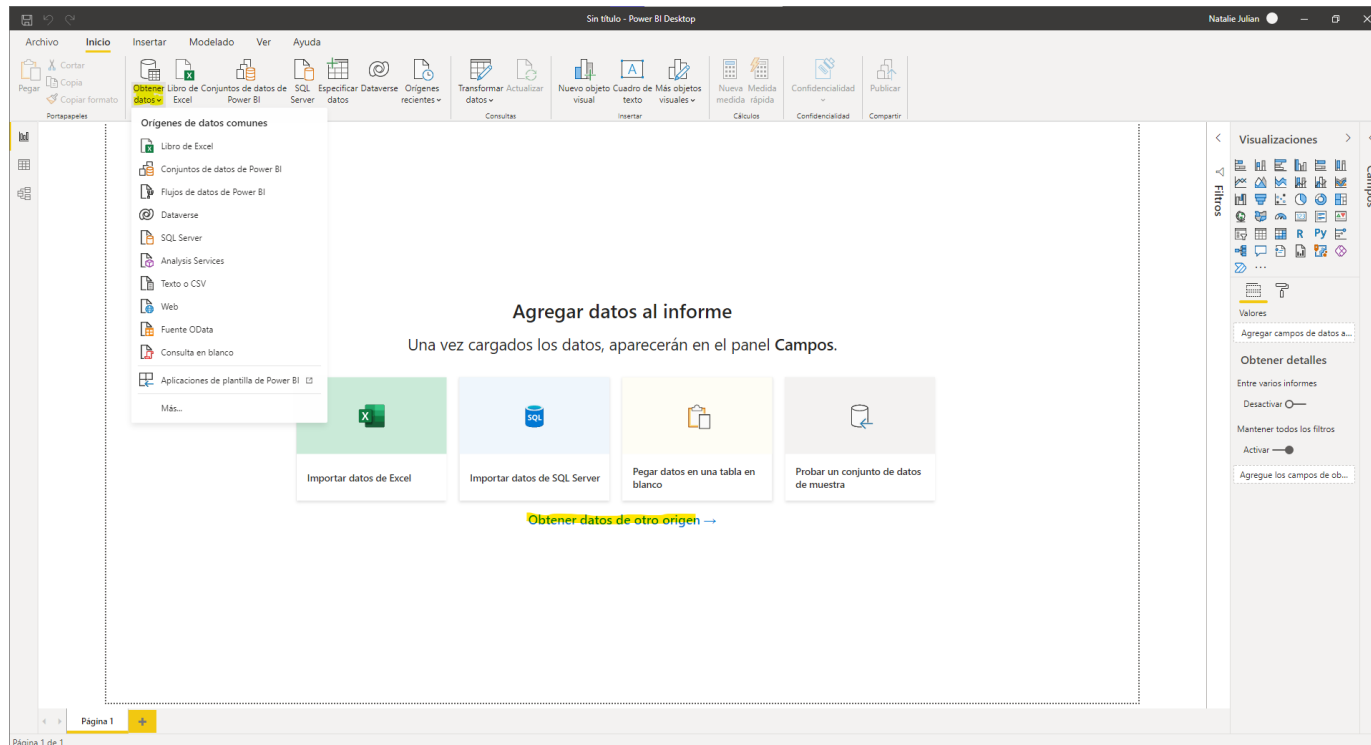 Sin título - Power BI Desktop
Natalie Julian
Archivo Inicio Insertar Modelado Ver Ayuda
Pegar
Cortar
Copia
Copiar formato
Portapapeles
Obtener datos
Libro de Excel
Conjuntos de datos de Power BI
SQL Server
Especificar datos
Dataverse
Orígenes recientes
Transformar datos
Actualizar
Consultas
Nuevo objeto visual
Cuadro de texto
Más objetos visuales
Insertar
Nueva medida
Medida rápida
Cálculos
Confidencialidad
Confidencialidad
Publicar
Compartir
Orígenes de datos comunes
Libro de Excel
Conjuntos de datos de Power BI
Flujos de datos de Power BI
Dataverse
SQL Server
Analysis Services
Texto o CSV
Web
Fuente OData
Consulta en blanco
Aplicaciones de plantilla de Power BI
Más...
Agregar datos al informe
Una vez cargados los datos, aparecerán en el panel Campos.
SQL
Importar datos de Excel
Importar datos de SQL Server
Pegar datos en una tabla en
blanco
Probar un conjunto de datos
de muestra
Obtener datos de otro origen →
Filtros
Visualizaciones
R Py
Valores
Agregar campos de datos a...
Obtener detalles
Entre varios informes
Desactivar
Mantener todos los filtros
Activar
Agregue los campos de ob...
Campos
Página 1
Página 1 de 1